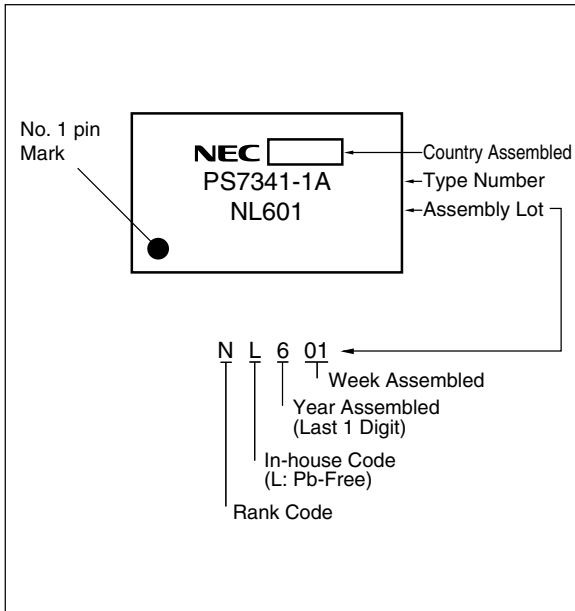 No. 1 pin
Mark
NEC
Country Assembled
PS7341-1A
Type Number
NL601
Assembly Lot
N L 6 01
Week Assembled
Year Assembled
(Last 1 Digit)
In-house Code
(L: Pb-Free)
Rank Code